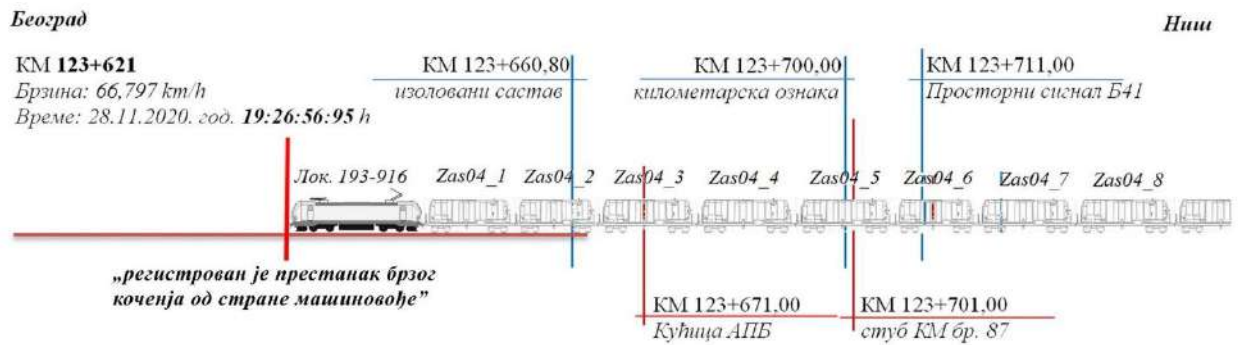 Београд
Ниш
КМ 123+621
Брзина: 66,797 km/h
Време: 28.11.2020. год. 19:26:56:95 h
КМ 123+660,80
изоловани састав
КМ 123+700,00
километарска ознака
КМ 123+711,00
Просторни сигнал Б41
Лок. 193-916
Zas04_1
Zas04_2
Zas04_3
Zas04_4
Zas04_5
Zas04_6
Zas04_7
Zas04_8
„регистрован је престанак брзог
кочења од стране машиновође”
КМ 123+671,00
Кућица АПБ
КМ 123+701,00
стуб КМ бр. 87